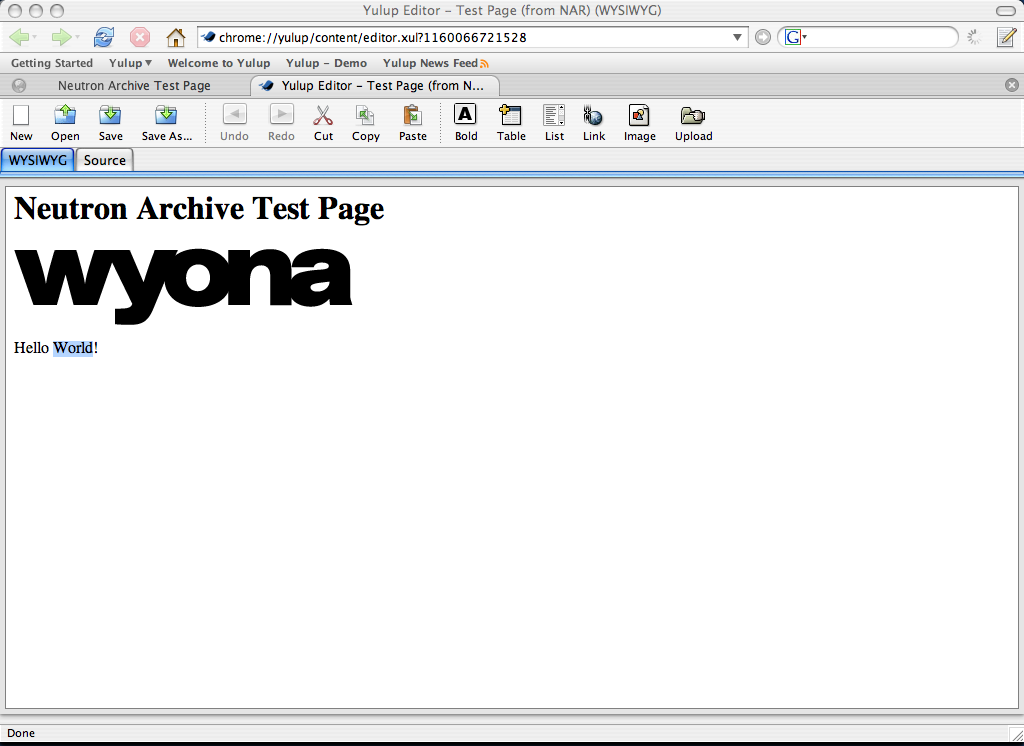 Yulup Editor – Test Page (from NAR) (WYSIWYG)
chrome://yulup/content/editor.xul?1160066721528 G
Getting Started Yulup Welcome to Yulup Yulup – Demo Yulup News Feed
Neutron Archive Test Page Yulup Editor – Test Page (from N...
New Open Save Save As... Undo Redo Cut Copy Paste A Bold Table List Link Image Upload
WYSIWYG Source
Neutron Archive Test Page
wyona
Hello World!
Done